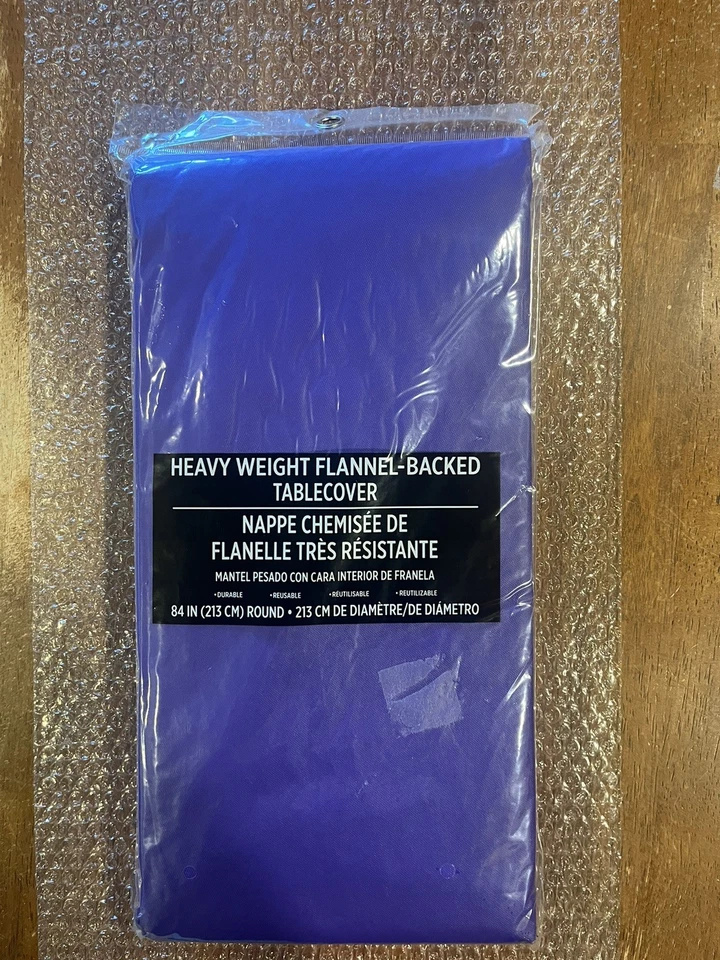 HEAVY WEIGHT FLANNEL-BACKED
TABLECOVER
NAPPE CHEMISÉE DE
FLANELLE TRÈS RÉSISTANTE
MANTEL PESADO CON CARA INTERIOR DE FRANELA
• DURABLE • REUSABLE • RÉUTILISABLE • REUTILIZABLE
84 IN (213 CM) ROUND • 213 CM DE DIAMÈTRE/DE DIÁMETRO